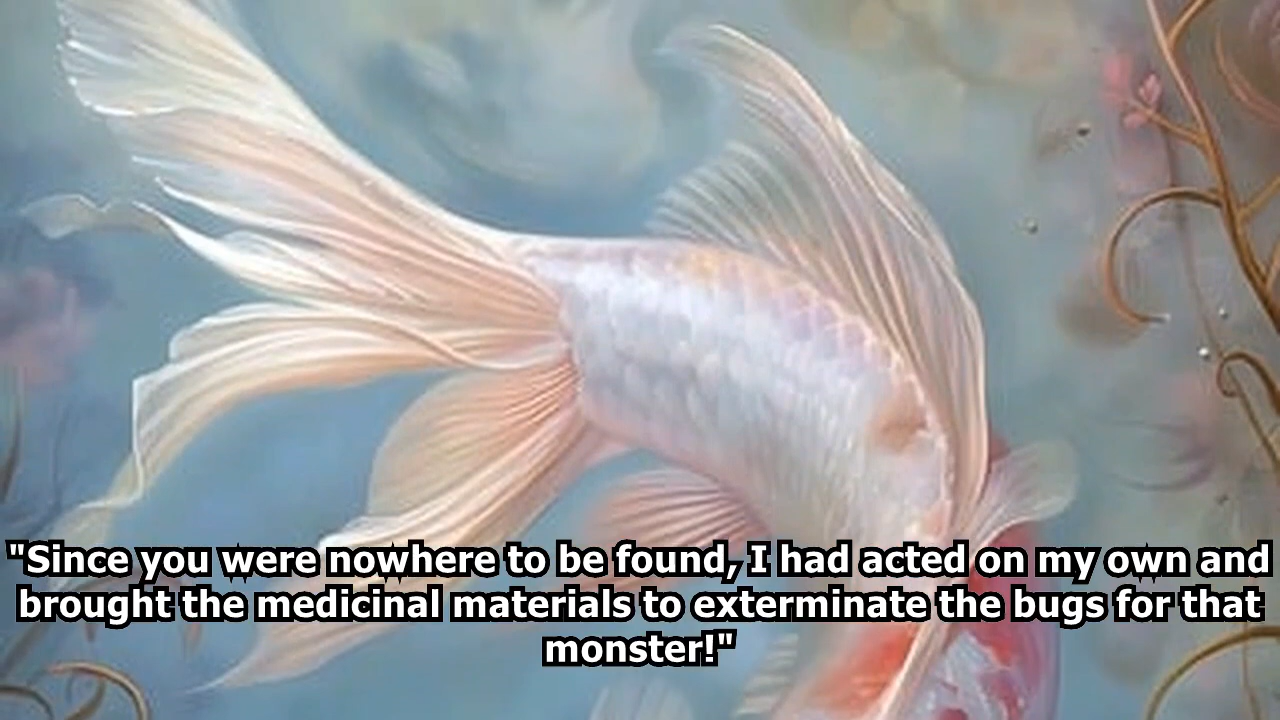 "Since you were nowhere to be found, I had acted on my own and
brought the medicinal materials to exterminate the bugs for that
monster!"